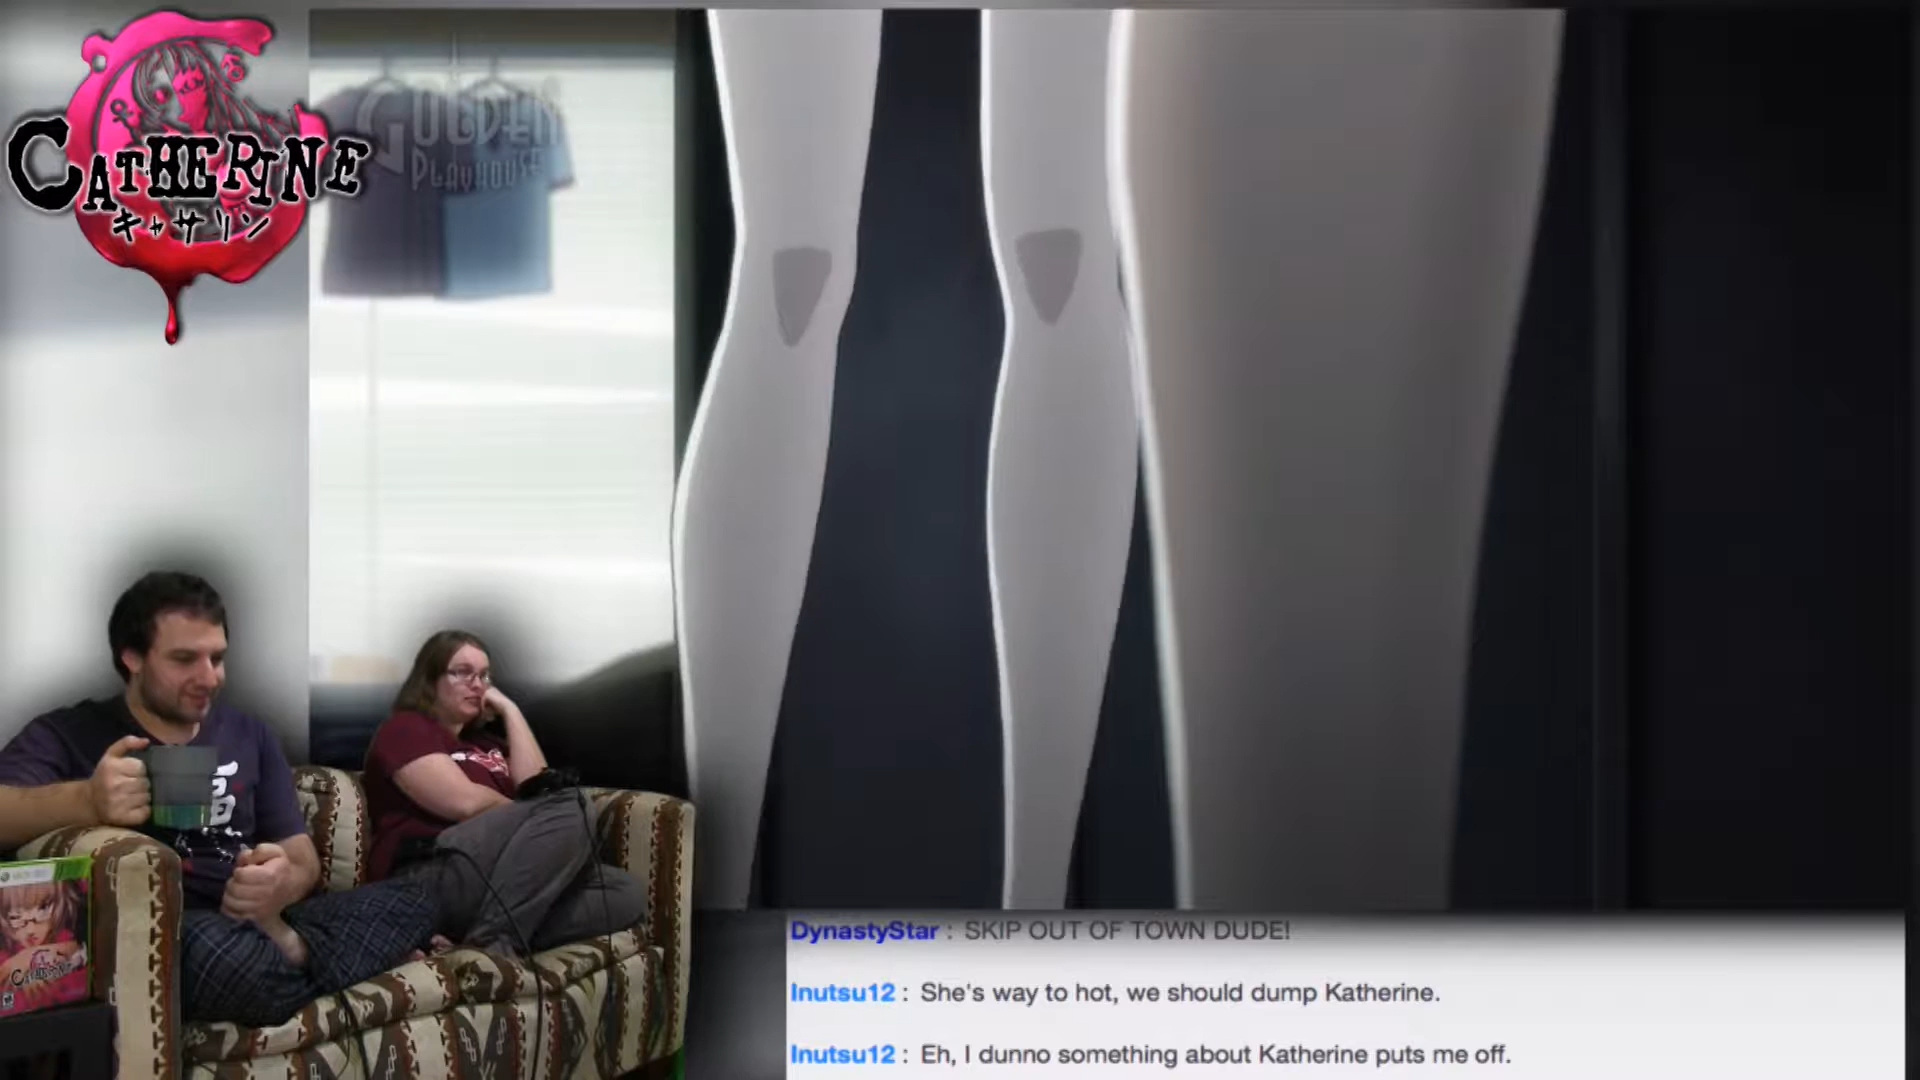 CATHERINE
キャサリン
GOLDEN
PLAYHOUSE
CATHERINE
DynastyStar : SKIP OUT OF TOWN DUDE!
Inutsu12 : She's way to hot, we should dump Katherine.
Inutsu12 : Eh, I dunno something about Katherine puts me off.